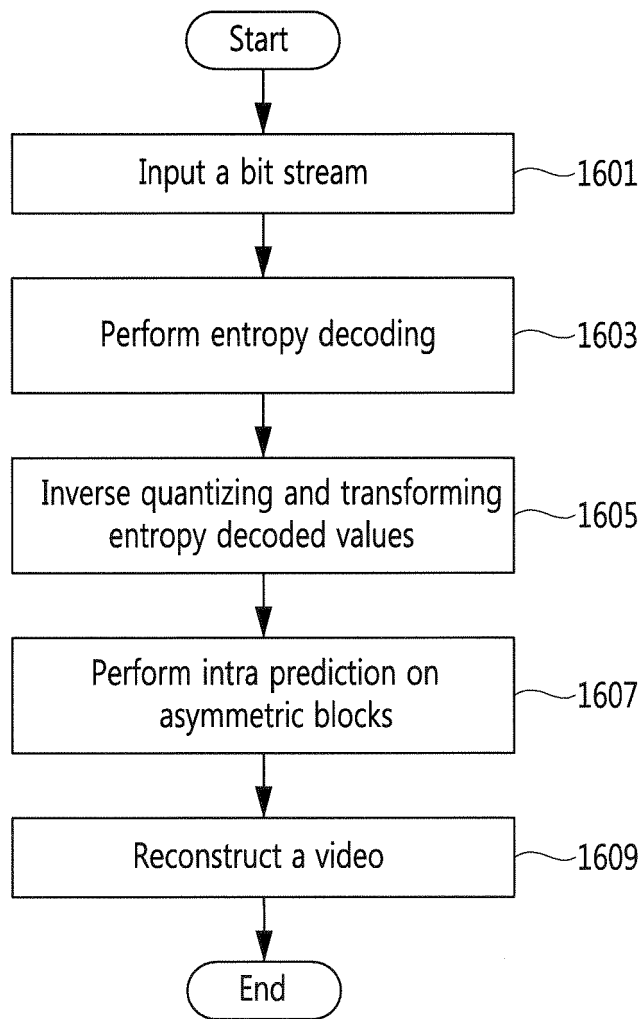 Start
Input a bit stream
1601
Perform entropy decoding
1603
Inverse quantizing and transforming
entropy decoded values
1605
Perform intra prediction on
asymmetric blocks
1607
Reconstruct a video
1609
End